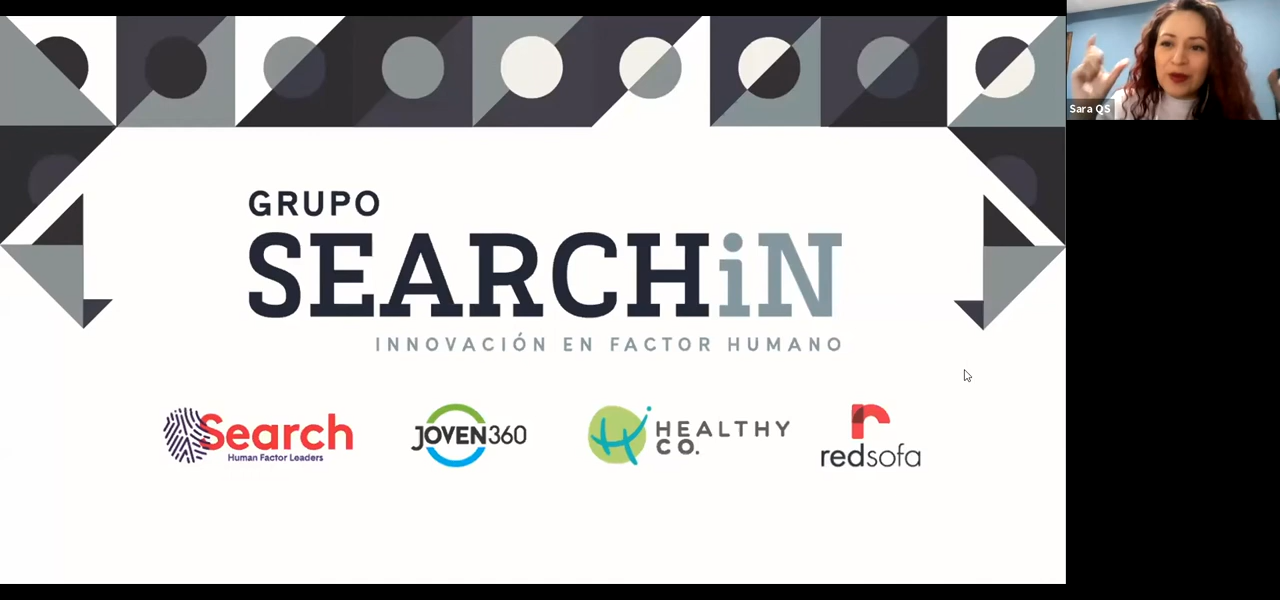 GRUPO
SEARCHiN
INNOVACIÓN EN FACTOR HUMANO
Search
Human Factor Leaders
JOVEN360
HEALTHY
CO.
redsofa
Sara QS